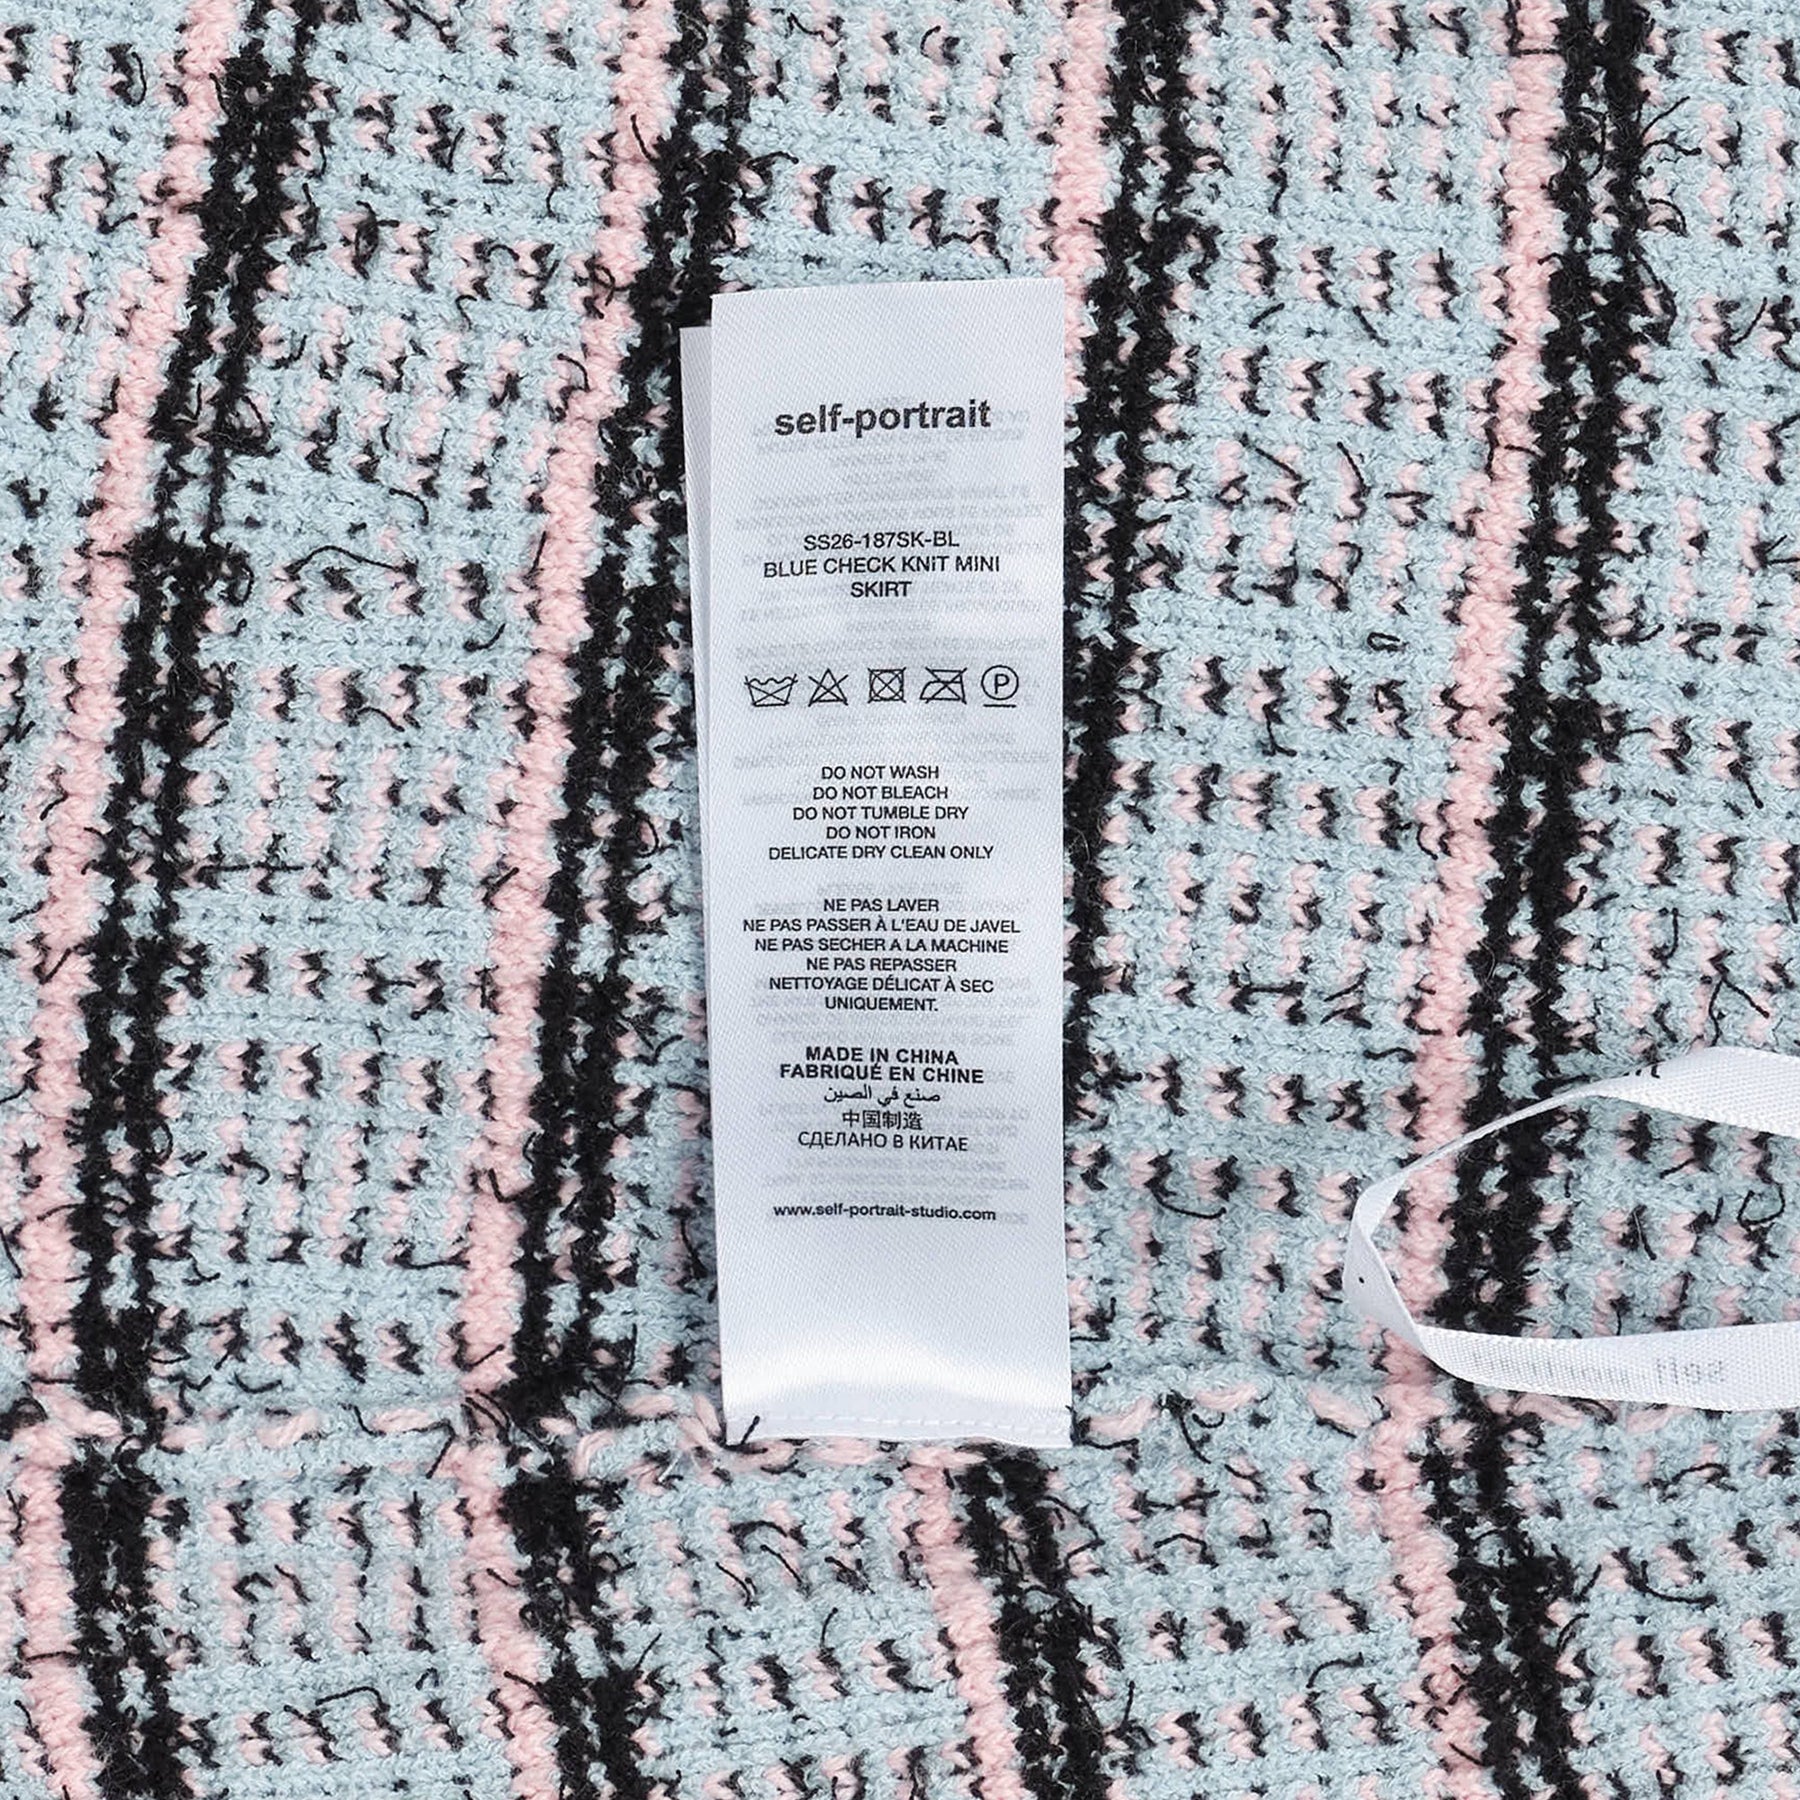 self-portrait
SS26-187SK-BL
BLUE CHECK KNIT MINI
SKIRT
P
DO NOT WASH
DO NOT BLEACH
DO NOT TUMBLE DRY
DO NOT IRON
DELICATE DRY CLEAN ONLY
NE PAS LAVER
NE PAS PASSER À L'EAU DE JAVEL
NE PAS SECHER A LA MACHINE
NE PAS REPASSER
NETTOYAGE DÉLICAT À SEC
UNIQUEMENT.
MADE IN CHINA
FABRIQUÉ EN CHINE
صنع في الصين
中国制造
СДЕЛАНО В КИТАЕ
www.self-portrait-studio.com